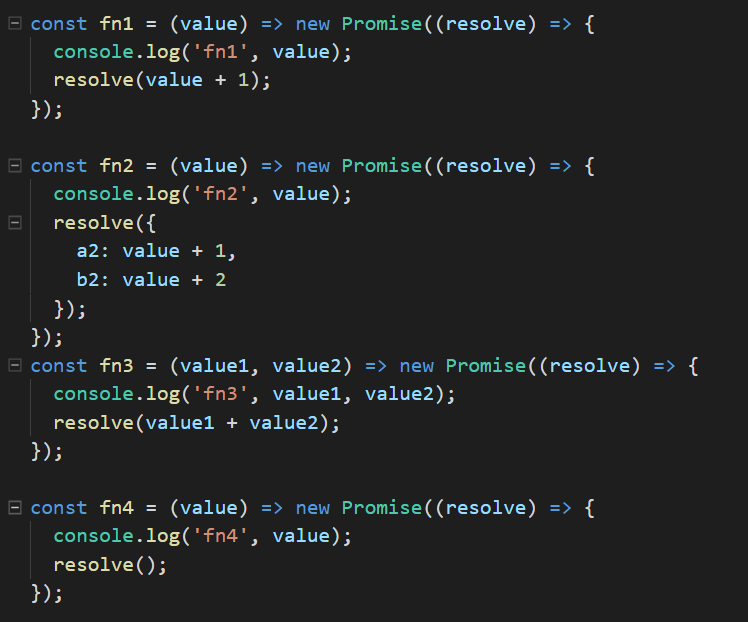 const fn1 = (value) => new Promise((resolve) => {
  console.log('fn1', value);
  resolve(value + 1);
});

const fn2 = (value) => new Promise((resolve) => {
  console.log('fn2', value);
  resolve({
    a2: value + 1,
    b2: value + 2
  });
});
const fn3 = (value1, value2) => new Promise((resolve) => {
  console.log('fn3', value1, value2);
  resolve(value1 + value2);
});

const fn4 = (value) => new Promise((resolve) => {
  console.log('fn4', value);
  resolve();
});